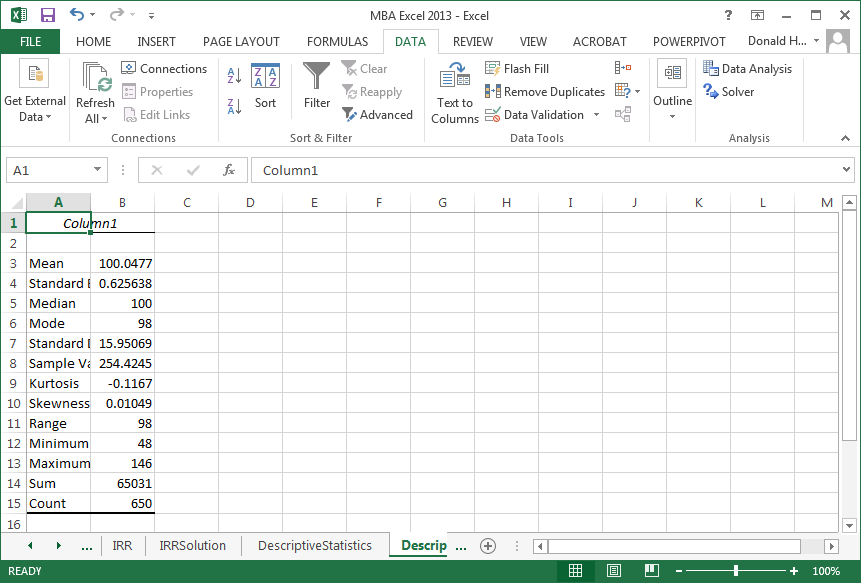 MBA Excel 2013 - Excel
?
FILE HOME INSERT PAGE LAYOUT FORMULAS DATA REVIEW VIEW ACROBAT POWERPIVOT Donald H...
Get External
Data
Refresh
All
Connections
Properties
Edit Links
Connections
Sort
Filter
Clear
Reapply
Advanced
Sort & Filter
Text to
Columns
Flash Fill
Remove Duplicates
Data Validation
Data Tools
Outline
Data Analysis
Solver
Analysis
A1 fx Column1
A B C D E F G H I J K L M
1 Column1
2
3 Mean 100.0477
4 Standard E 0.625638
5 Median 100
6 Mode 98
7 Standard D 15.95069
8 Sample Va 254.4245
9 Kurtosis -0.1167
10 Skewness 0.01049
11 Range 98
12 Minimum 48
13 Maximum 146
14 Sum 65031
15 Count 650
16
... IRR IRRSolution DescriptiveStatistics Descrip ...
READY 100%